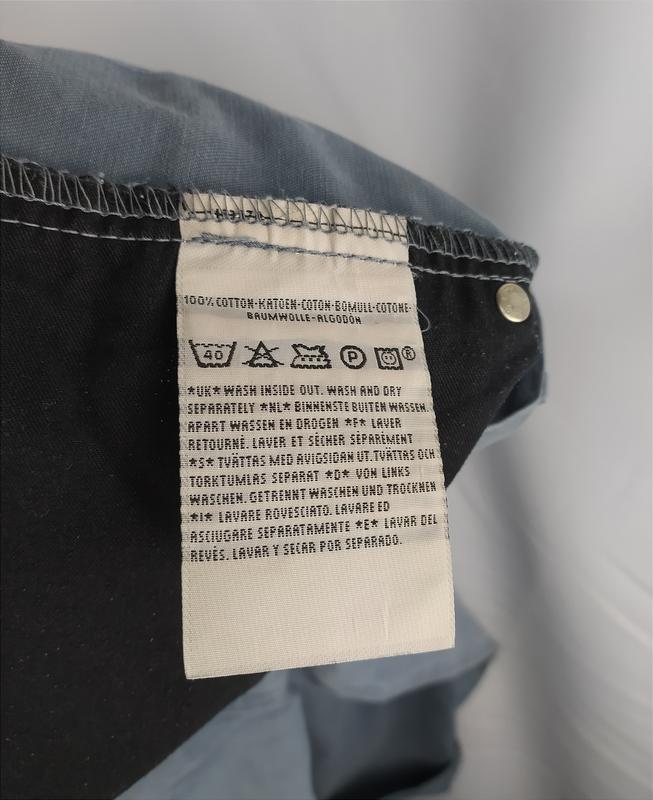 100% COTTON-KATOEN-COTON-BOMULL-COTONE-
BAUMWOLLE-ALGODÓN
40 P ®
*UK* WASH INSIDE OUT. WASH AND DRY
SEPARATELY *NL* BINNENSTE BUITEN WASSEN.
APART WASSEN EN DROGEN *F* LAVER
RETOURNÉ. LAVER ET SÉCHER SÉPARÉMENT
*S* TVÄTTAS MED AVIGSIDAN UT. TVÄTTAS OCH
TORKTUMLAS SEPARAT *D* VON LINKS
WASCHEN. GETRENNT WASCHEN UND TROCKNEN
*I* LAVARE ROVESCIATO. LAVARE ED
ASCIUGARE SEPARATAMENTE *E* LAVAR DEL
REVÉS. LAVAR Y SECAR POR SEPARADO.